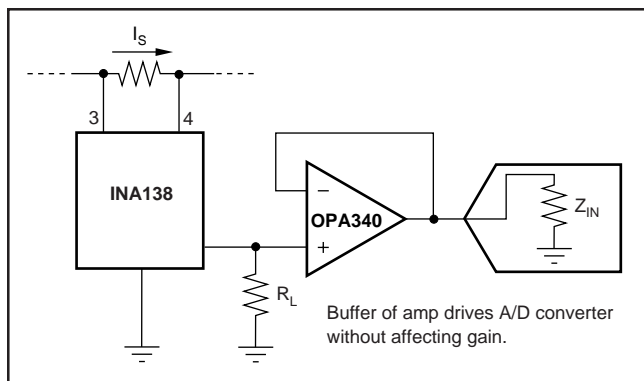 I_S
3
4
INA138
−
OPA340
+
R_L
Z_IN
Buffer of amp drives A/D converter
without affecting gain.